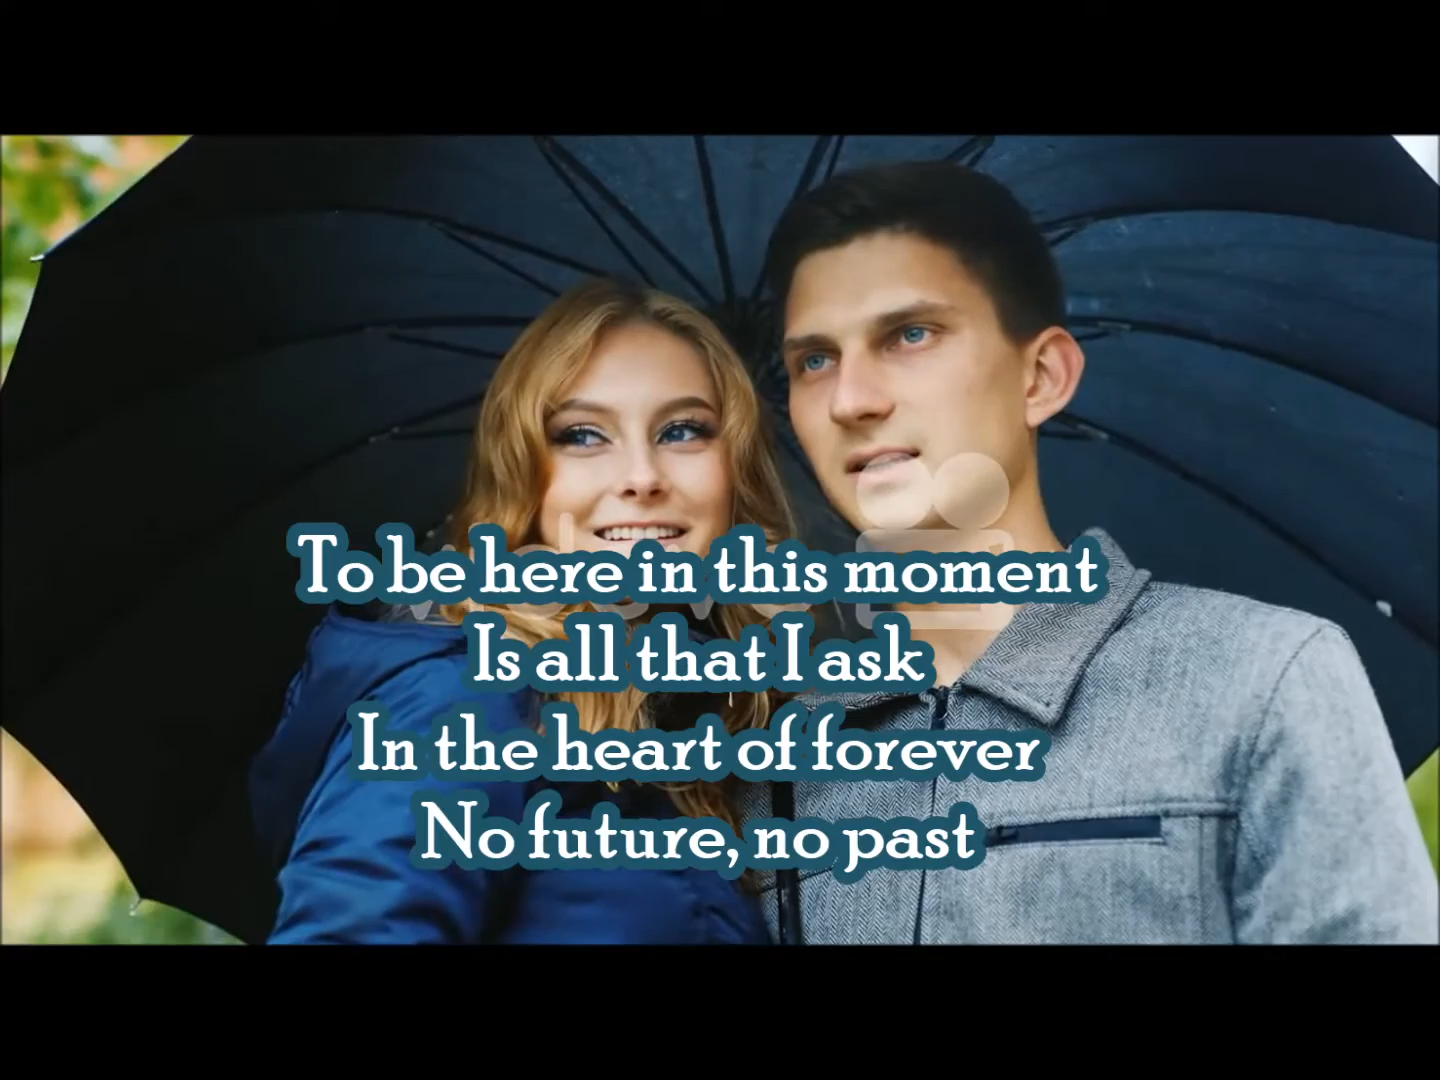 To be here in this moment
Is all that I ask
In the heart of forever
No future, no past